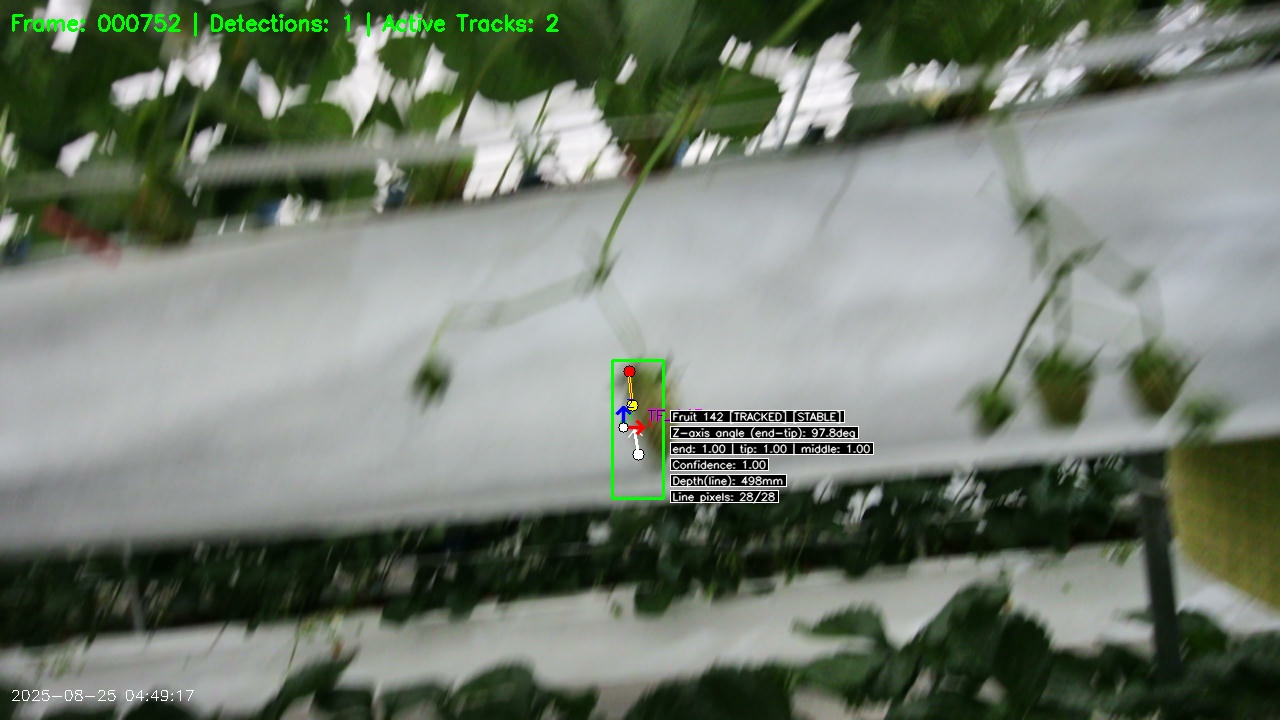 Frame: 000752 | Detections: 1 | Active Tracks: 2
Fruit 142 [TRACKED] [STABLE]
Z-axis angle (end-tip): 97.8deg
end: 1.00 | tip: 1.00 | middle: 1.00
Confidence: 1.00
Depth(line): 498mm
Line pixels: 28/28
2025-08-25 04:49:17